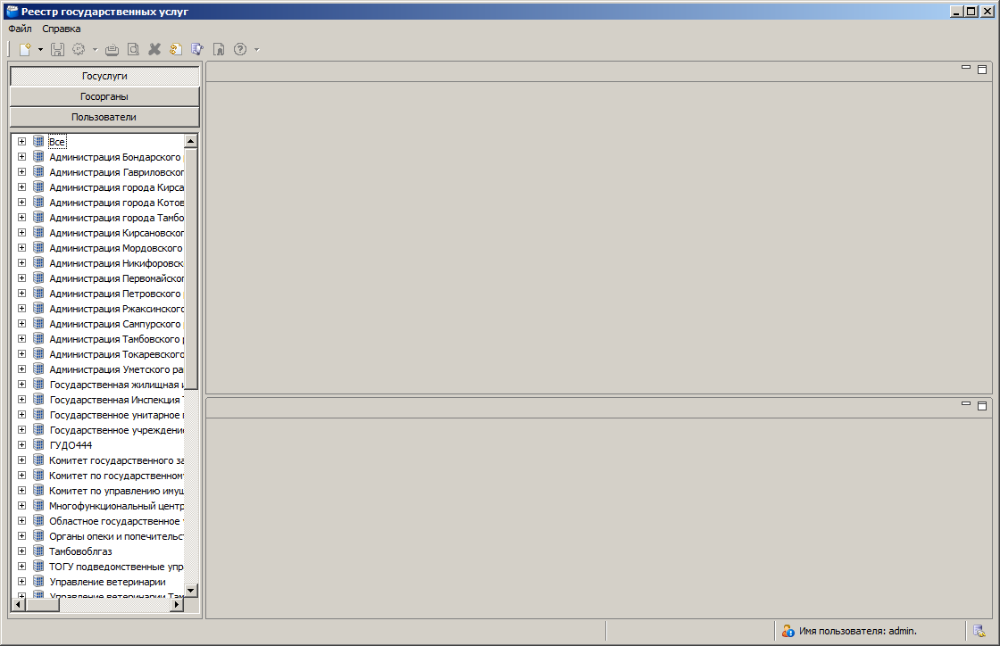 Реестр государственных услуг
Файл Справка
Госуслуги
Госорганы
Пользователи
Все
Администрация Бондарского
Администрация Гавриловског
Администрация города Кирса
Администрация города Котов
Администрация города Тамбо
Администрация Кирсановског
Администрация Мордовского
Администрация Никифоровск
Администрация Первомайског
Администрация Петровского
Администрация Ржаксинского
Администрация Сампурского
Администрация Тамбовского р
Администрация Токаревского
Администрация Уметского ра
Государственная жилищная и
Государственная Инспекция Т
Государственное унитарное
Государственное учреждени
ГУДО444
Комитет государственного за
Комитет по государственном
Комитет по управлению имущ
Многофункциональный центр
Областное государственное
Органы опеки и попечительс
Тамбовоблгаз
ТОГУ подведомственные упр
Управление ветеринарии
Управление ветеринарии Там
Имя пользователя: admin.